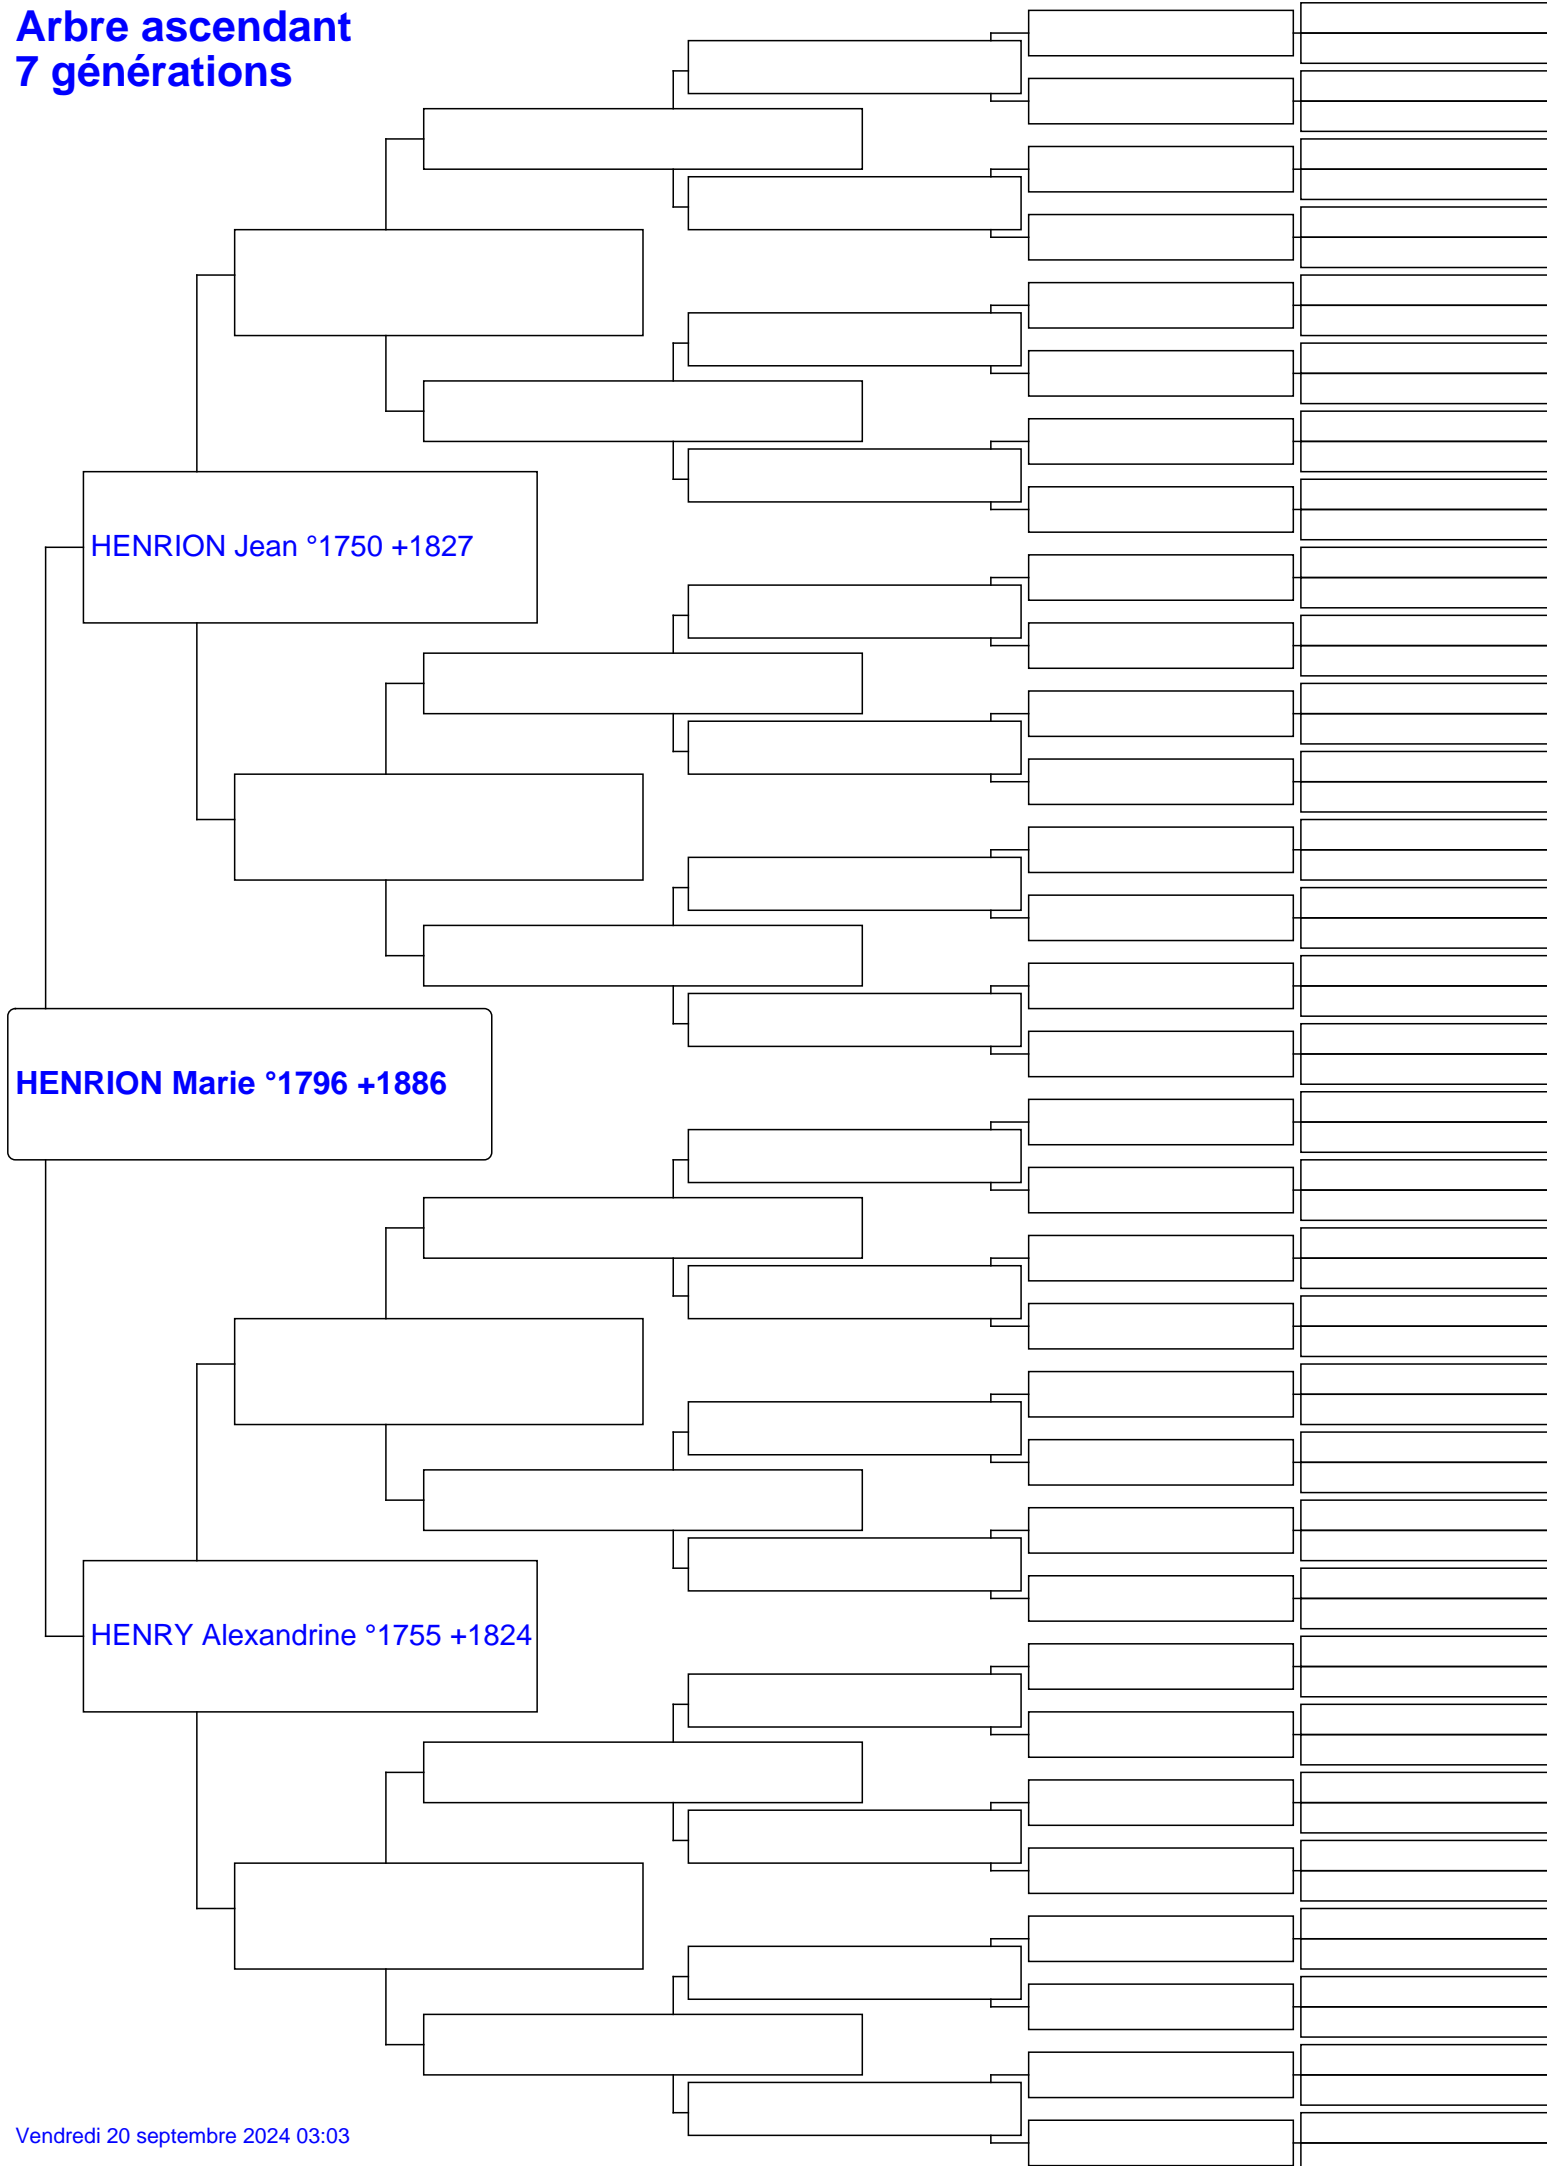 Arbre ascendant
7 générations
HENRION Jean °1750 +1827
HENRION Marie °1796 +1886
HENRY Alexandrine °1755 +1824
Vendredi 20 septembre 2024 03:03